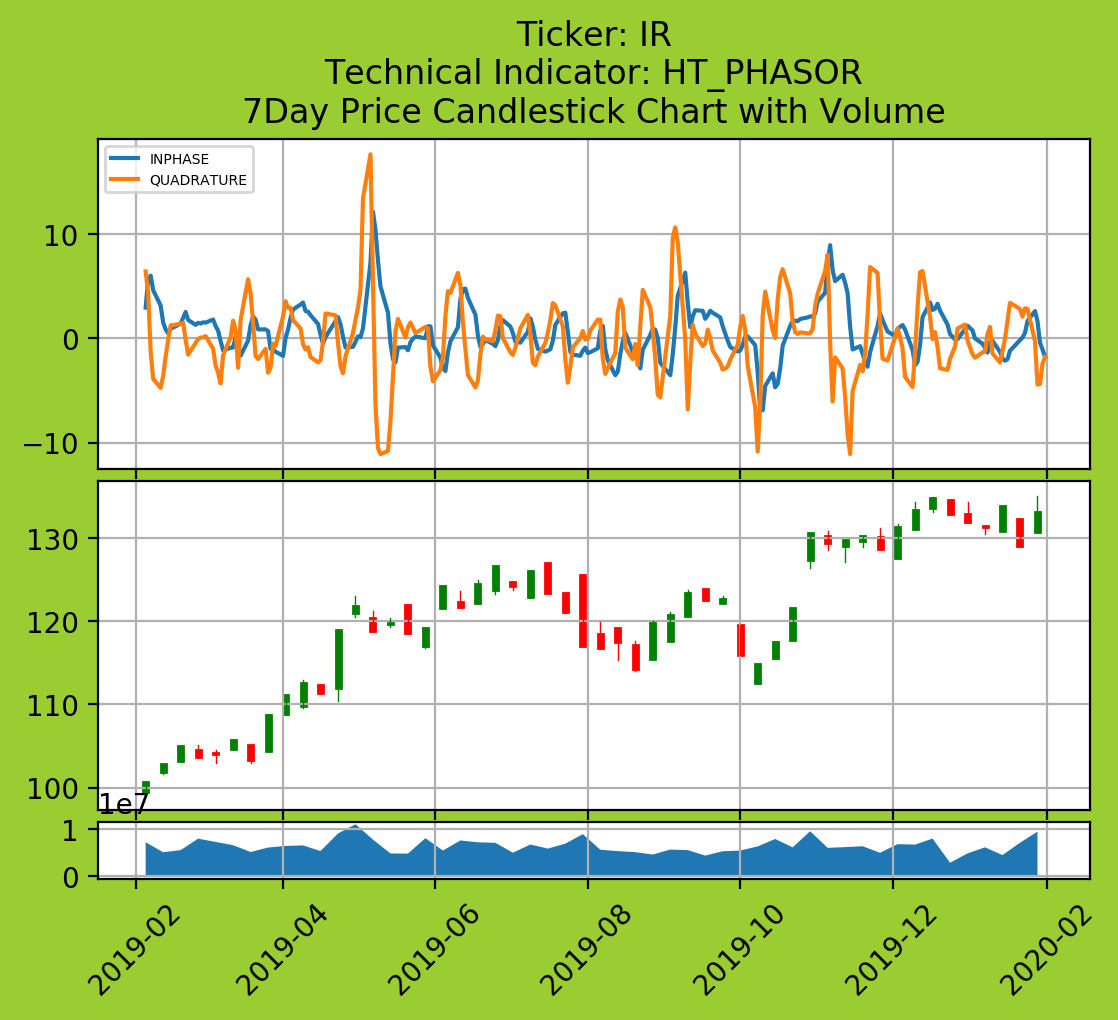 Ticker: IR
Technical Indicator: HT_PHASOR
7Day Price Candlestick Chart with Volume
INPHASE
QUADRATURE
10
0
−10
130
120
110
100
1e7
1
0
2019-02
2019-04
2019-06
2019-08
2019-10
2019-12
2020-02